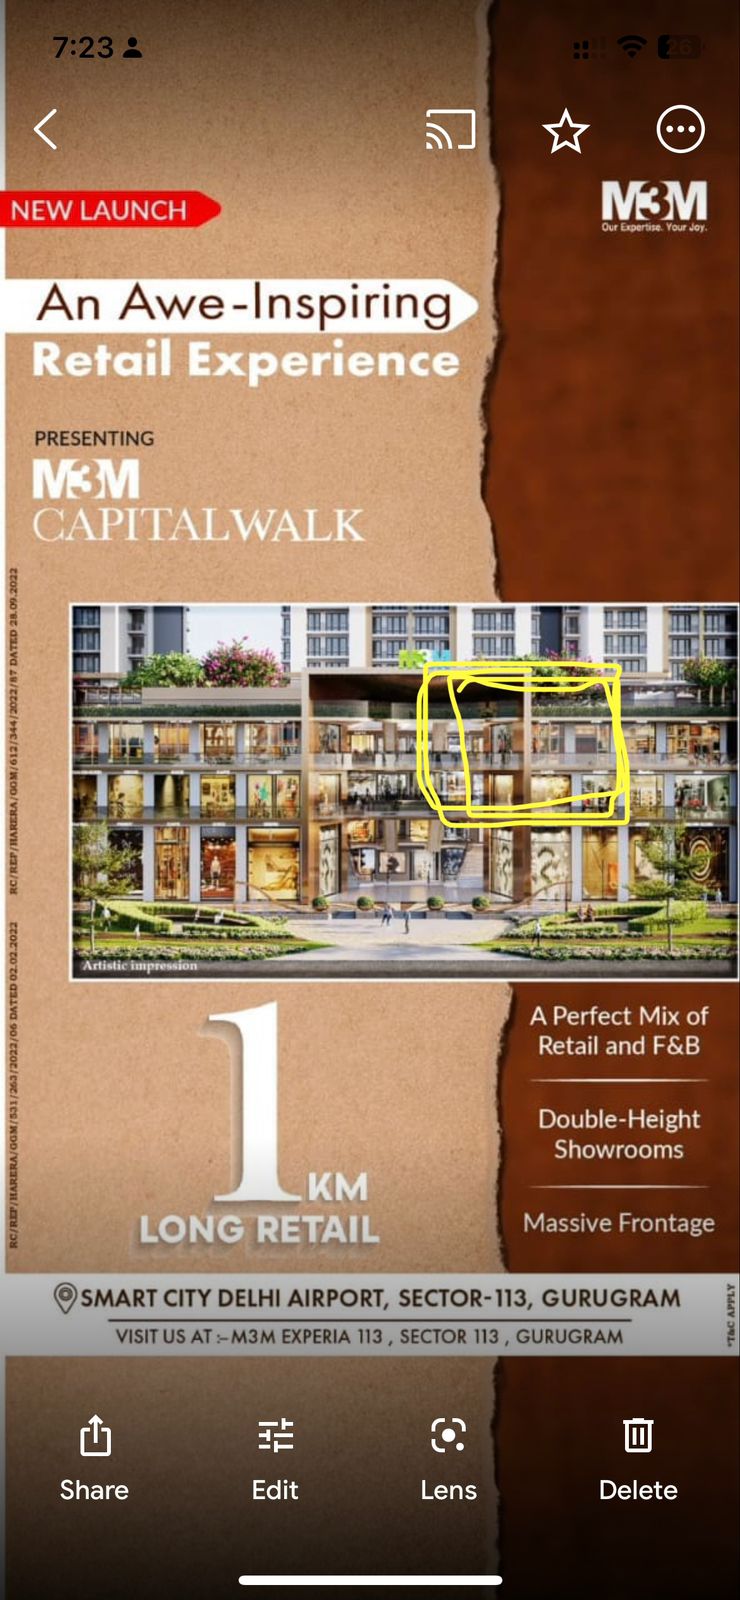 7:23
26
NEW LAUNCH
M3M
Our Expertise. Your Joy.
An Awe-Inspiring
Retail Experience
PRESENTING
M3M
CAPITALWALK
RC/REP/HARERA/GGM/612/344/2022/87 DATED 28.09.2022
RC/REP/HARERA/GGM/531/263/2022/06 DATED 02.02.2022
M3M
Artistic impression
1 KM
LONG RETAIL
A Perfect Mix of
Retail and F&B
Double-Height
Showrooms
Massive Frontage
SMART CITY DELHI AIRPORT, SECTOR-113, GURUGRAM
VISIT US AT :- M3M EXPERIA 113 , SECTOR 113 , GURUGRAM
*T&C APPLY
Share
Edit
Lens
Delete